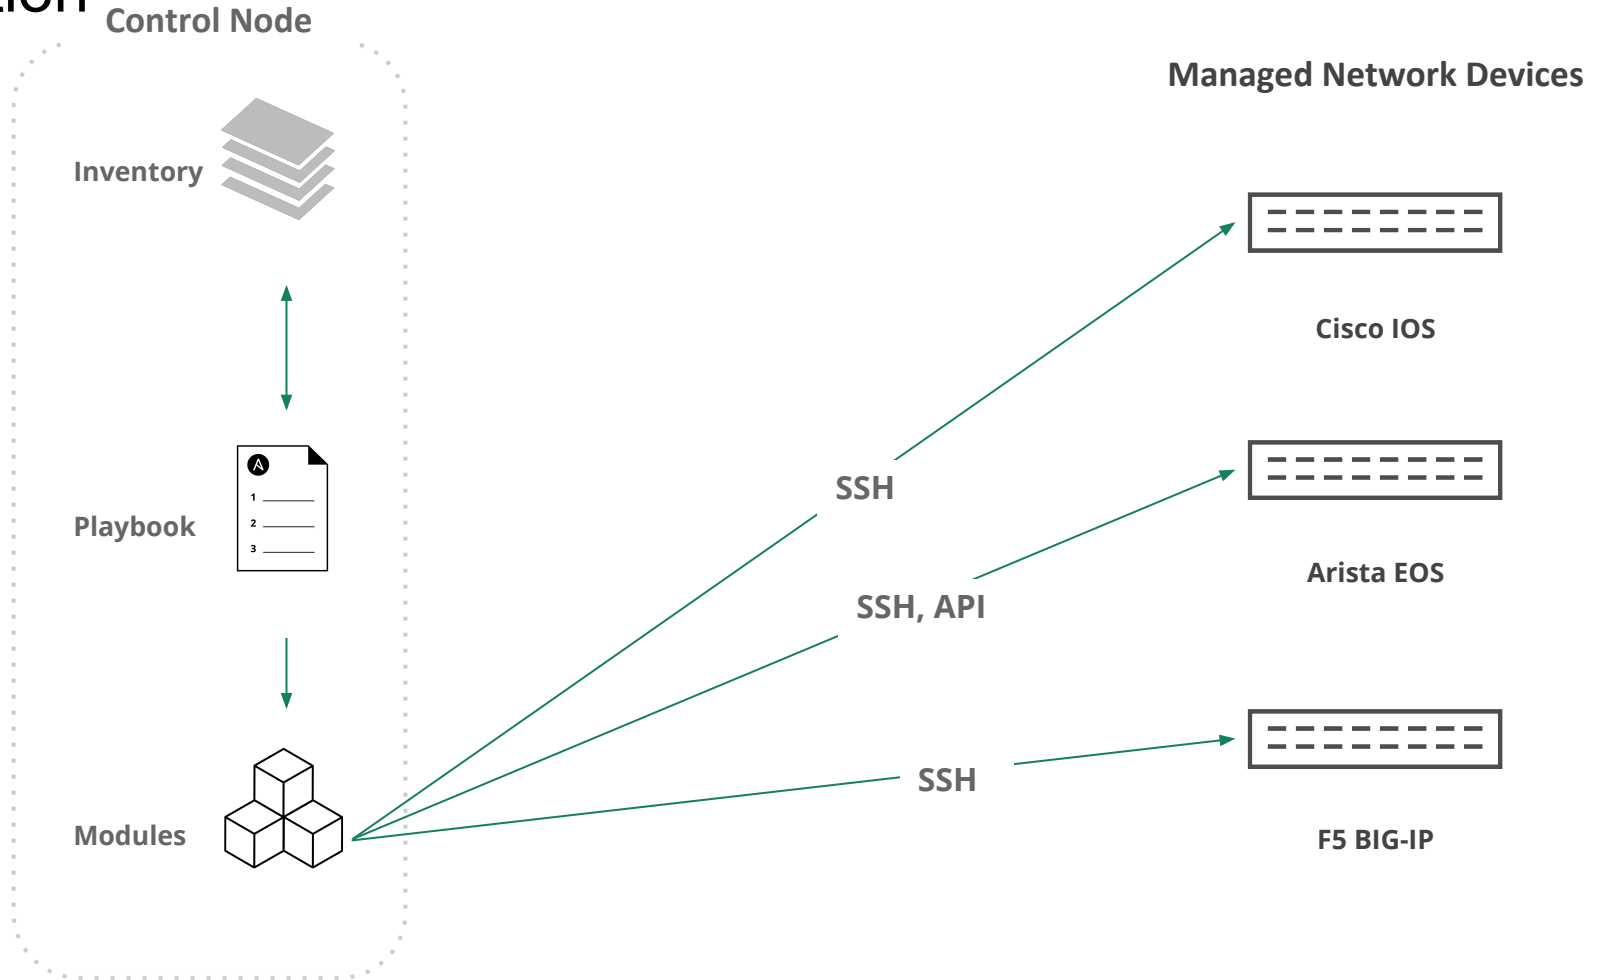 Control Node
Managed Network Devices
Inventory
Cisco IOS
SSH
1
2
3
Playbook
Arista EOS
SSH, API
SSH
Modules
F5 BIG-IP